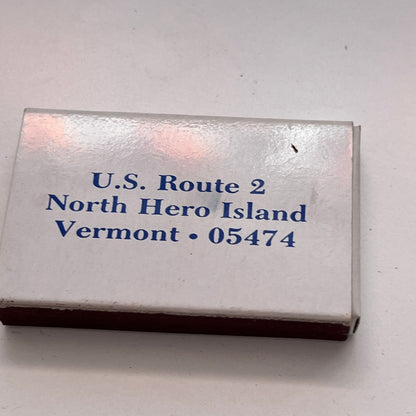 U.S. Route 2
North Hero Island
Vermont • 05474